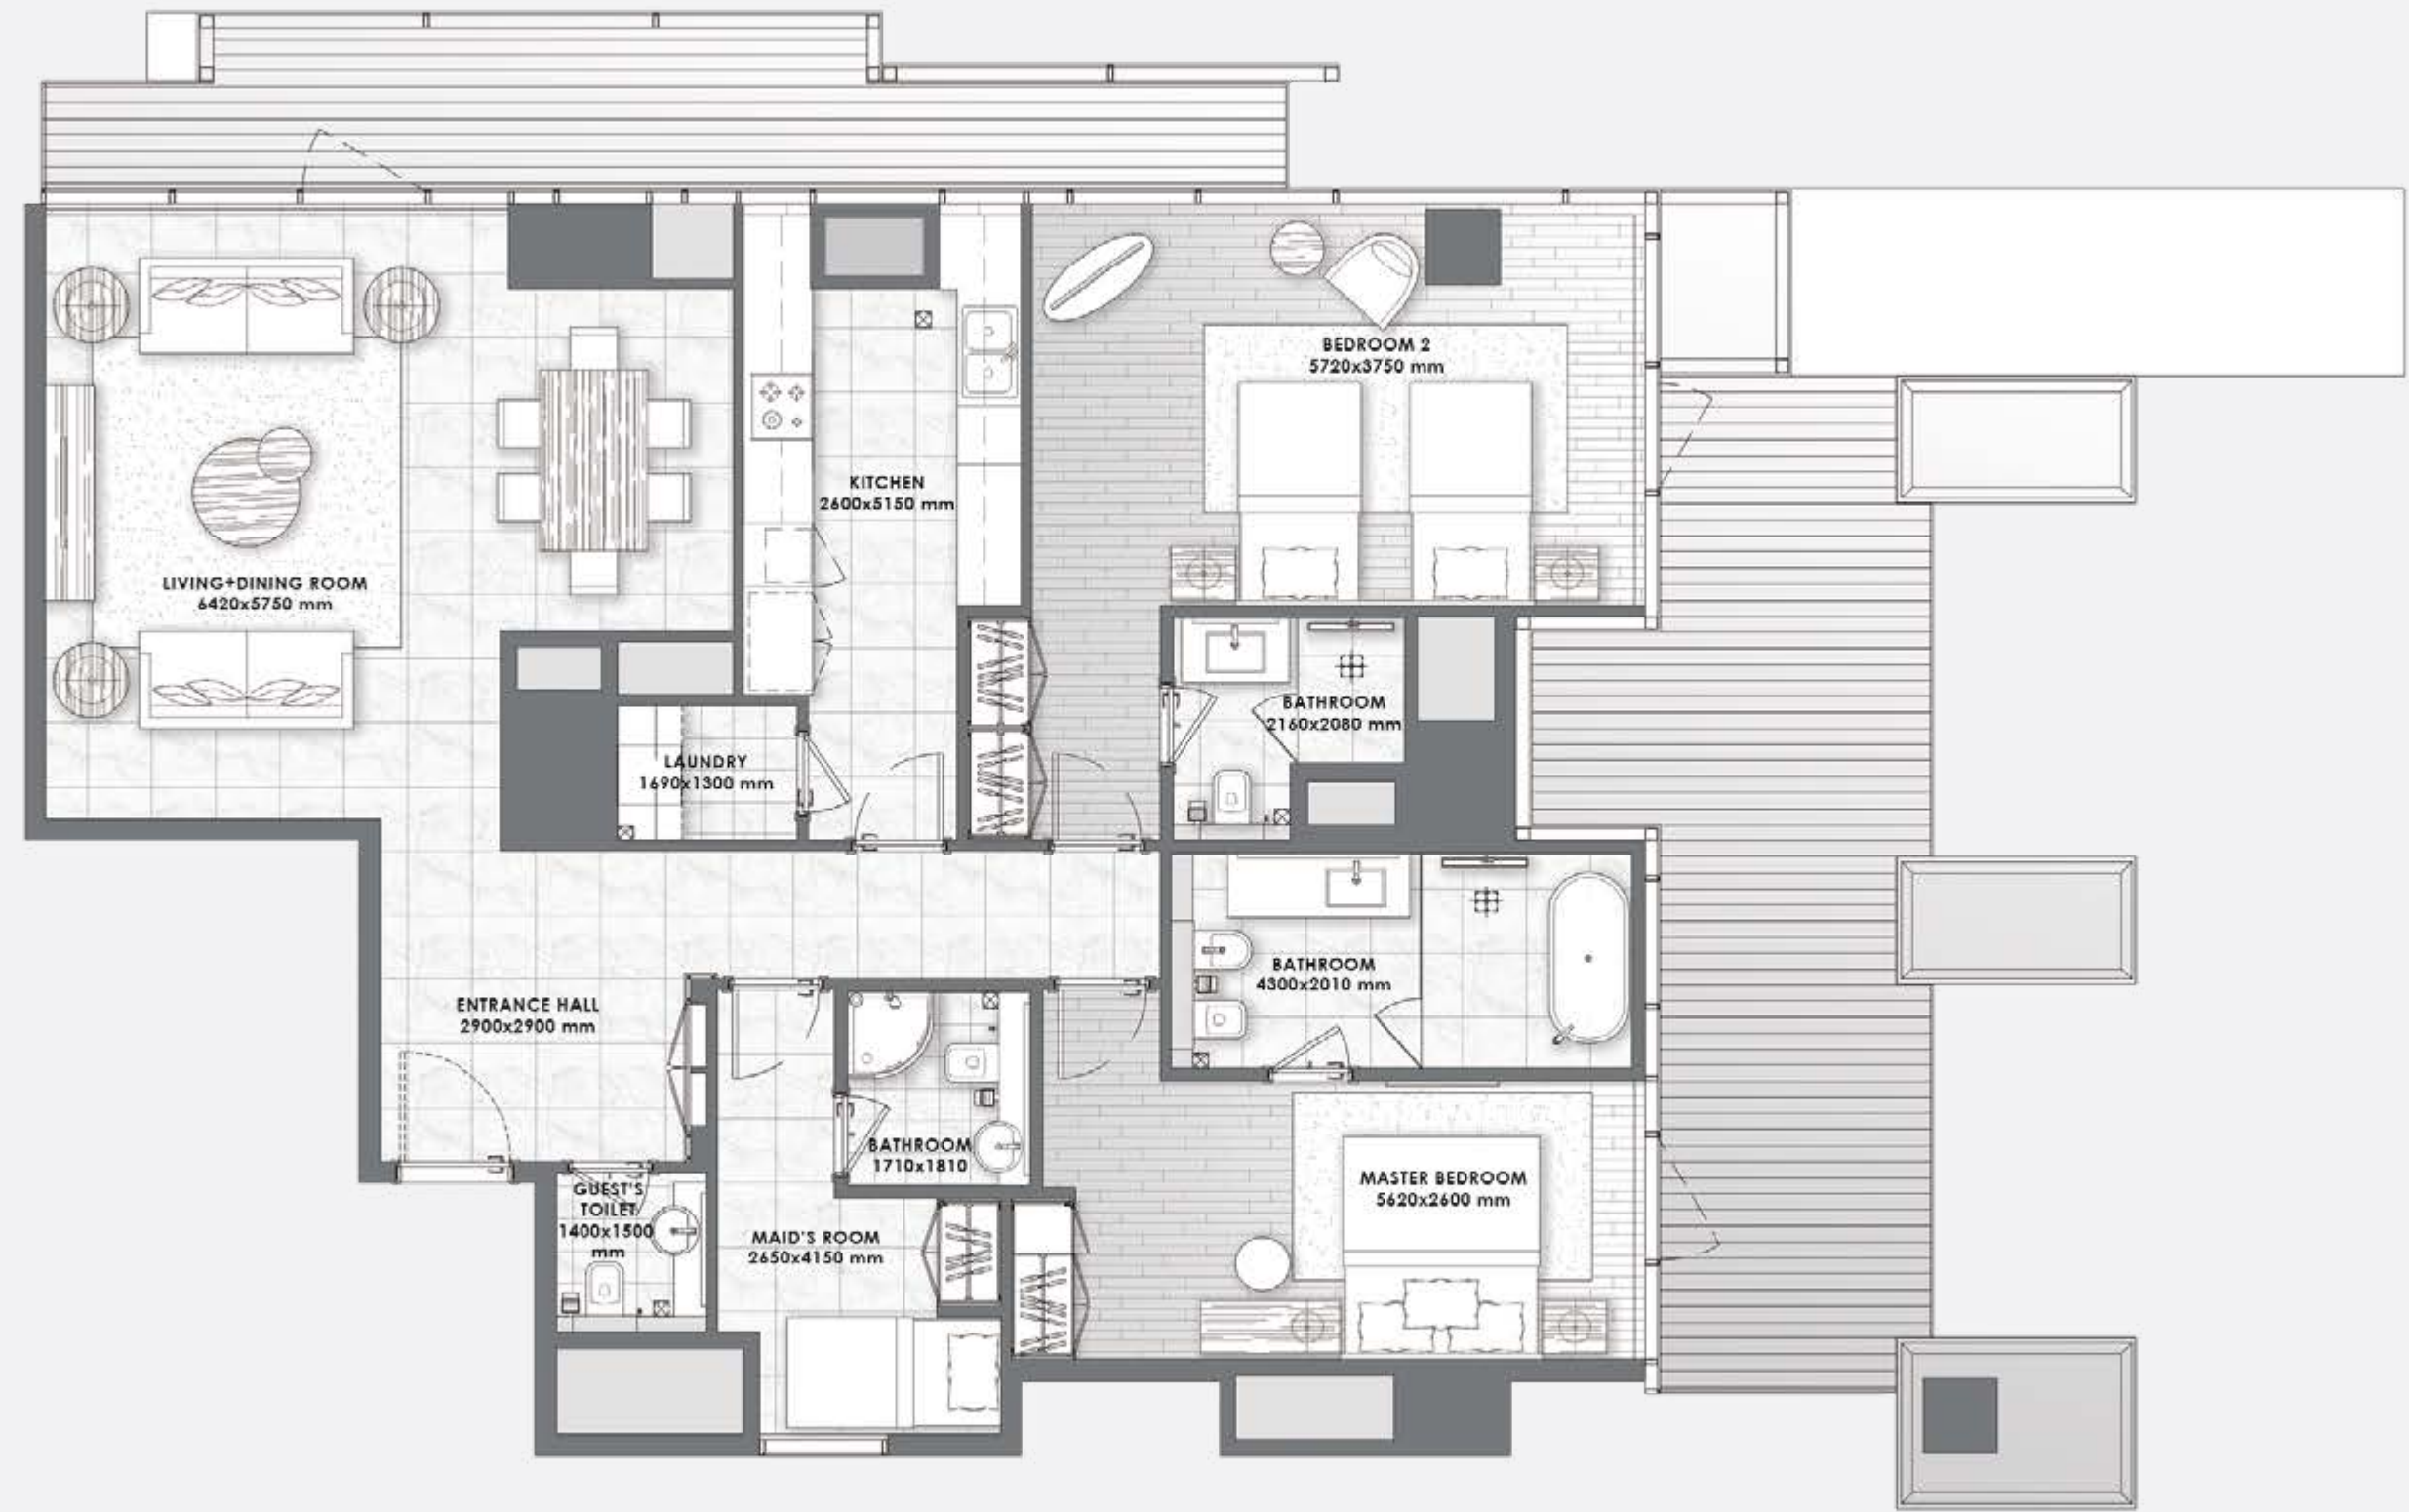 BEDROOM 2
5720x3750 mm
KITCHEN
2600x5150 mm
LIVING+DINING ROOM
6420x5750 mm
BATHROOM
2160x2080 mm
LAUNDRY
1690x1300 mm
BATHROOM
4300x2010 mm
ENTRANCE HALL
2900x2900 mm
BATHROOM
1710x1810
MASTER BEDROOM
5620x2600 mm
GUEST'S
TOILET
1400x1500
mm
MAID'S ROOM
2650x4150 mm